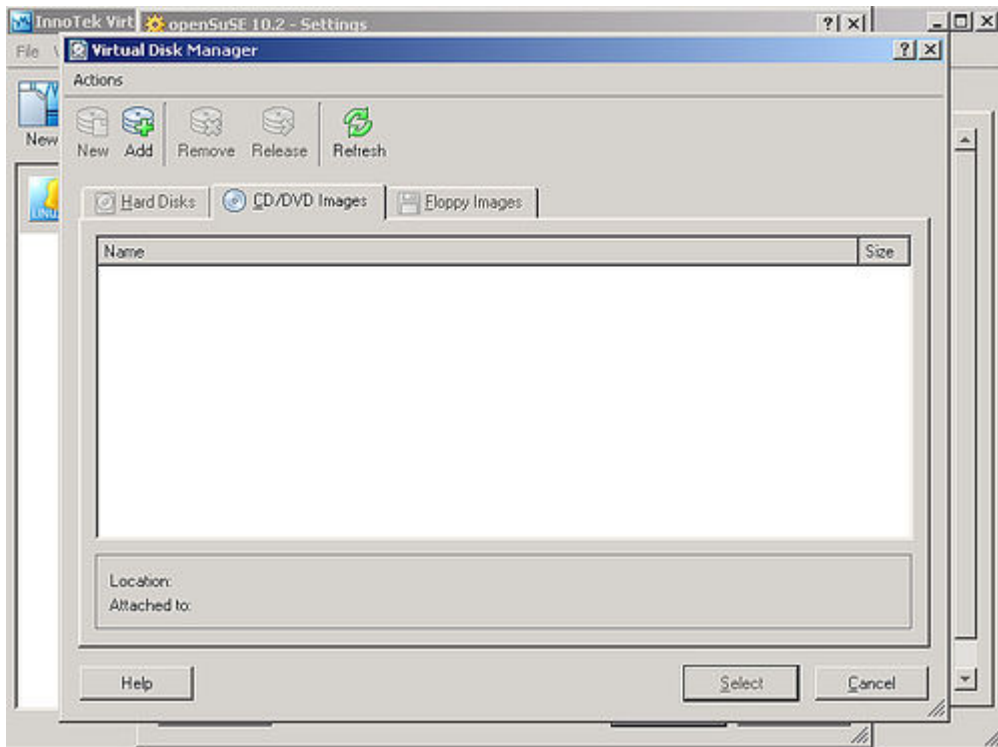 InnoTek Virt
openSuSE 10.2 - Settings
File
Virtual Disk Manager
Actions
New
New Add Remove Release Refresh
Hard Disks CD/DVD Images Floppy Images
LINU
Name Size
Location:
Attached to:
Help Select Cancel